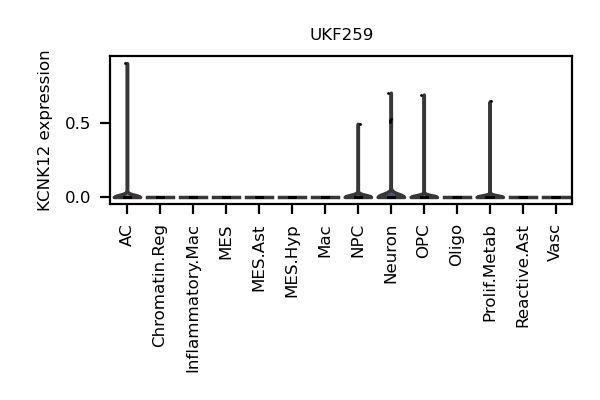 UKF259
KCNK12 expression
0.5
0.0
AC
Chromatin.Reg
Inflammatory.Mac
MES
MES.Ast
MES.Hyp
Mac
NPC
Neuron
OPC
Oligo
Prolif.Metab
Reactive.Ast
Vasc